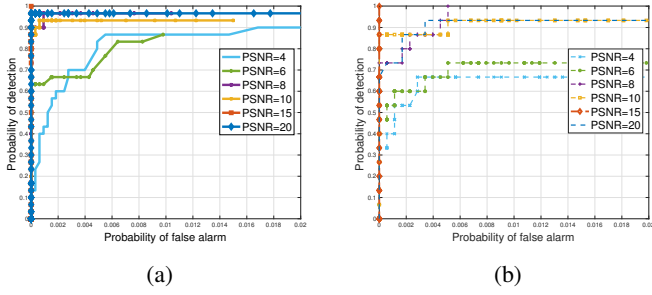 1
0.9
0.8
0.7
0.6
0.5
0.4
0.3
0.2
0.1
0
Probability of detection
PSNR=4
PSNR=6
PSNR=8
PSNR=10
PSNR=15
PSNR=20
0 0.002 0.004 0.006 0.008 0.01 0.012 0.014 0.016 0.018 0.02
Probability of false alarm
(a)
1
0.9
0.8
0.7
0.6
0.5
0.4
0.3
0.2
0.1
0
Probability of detection
PSNR=4
PSNR=6
PSNR=8
PSNR=10
PSNR=15
PSNR=20
0 0.002 0.004 0.006 0.008 0.01 0.012 0.014 0.016 0.018 0.02
Probability of false alarm
(b)